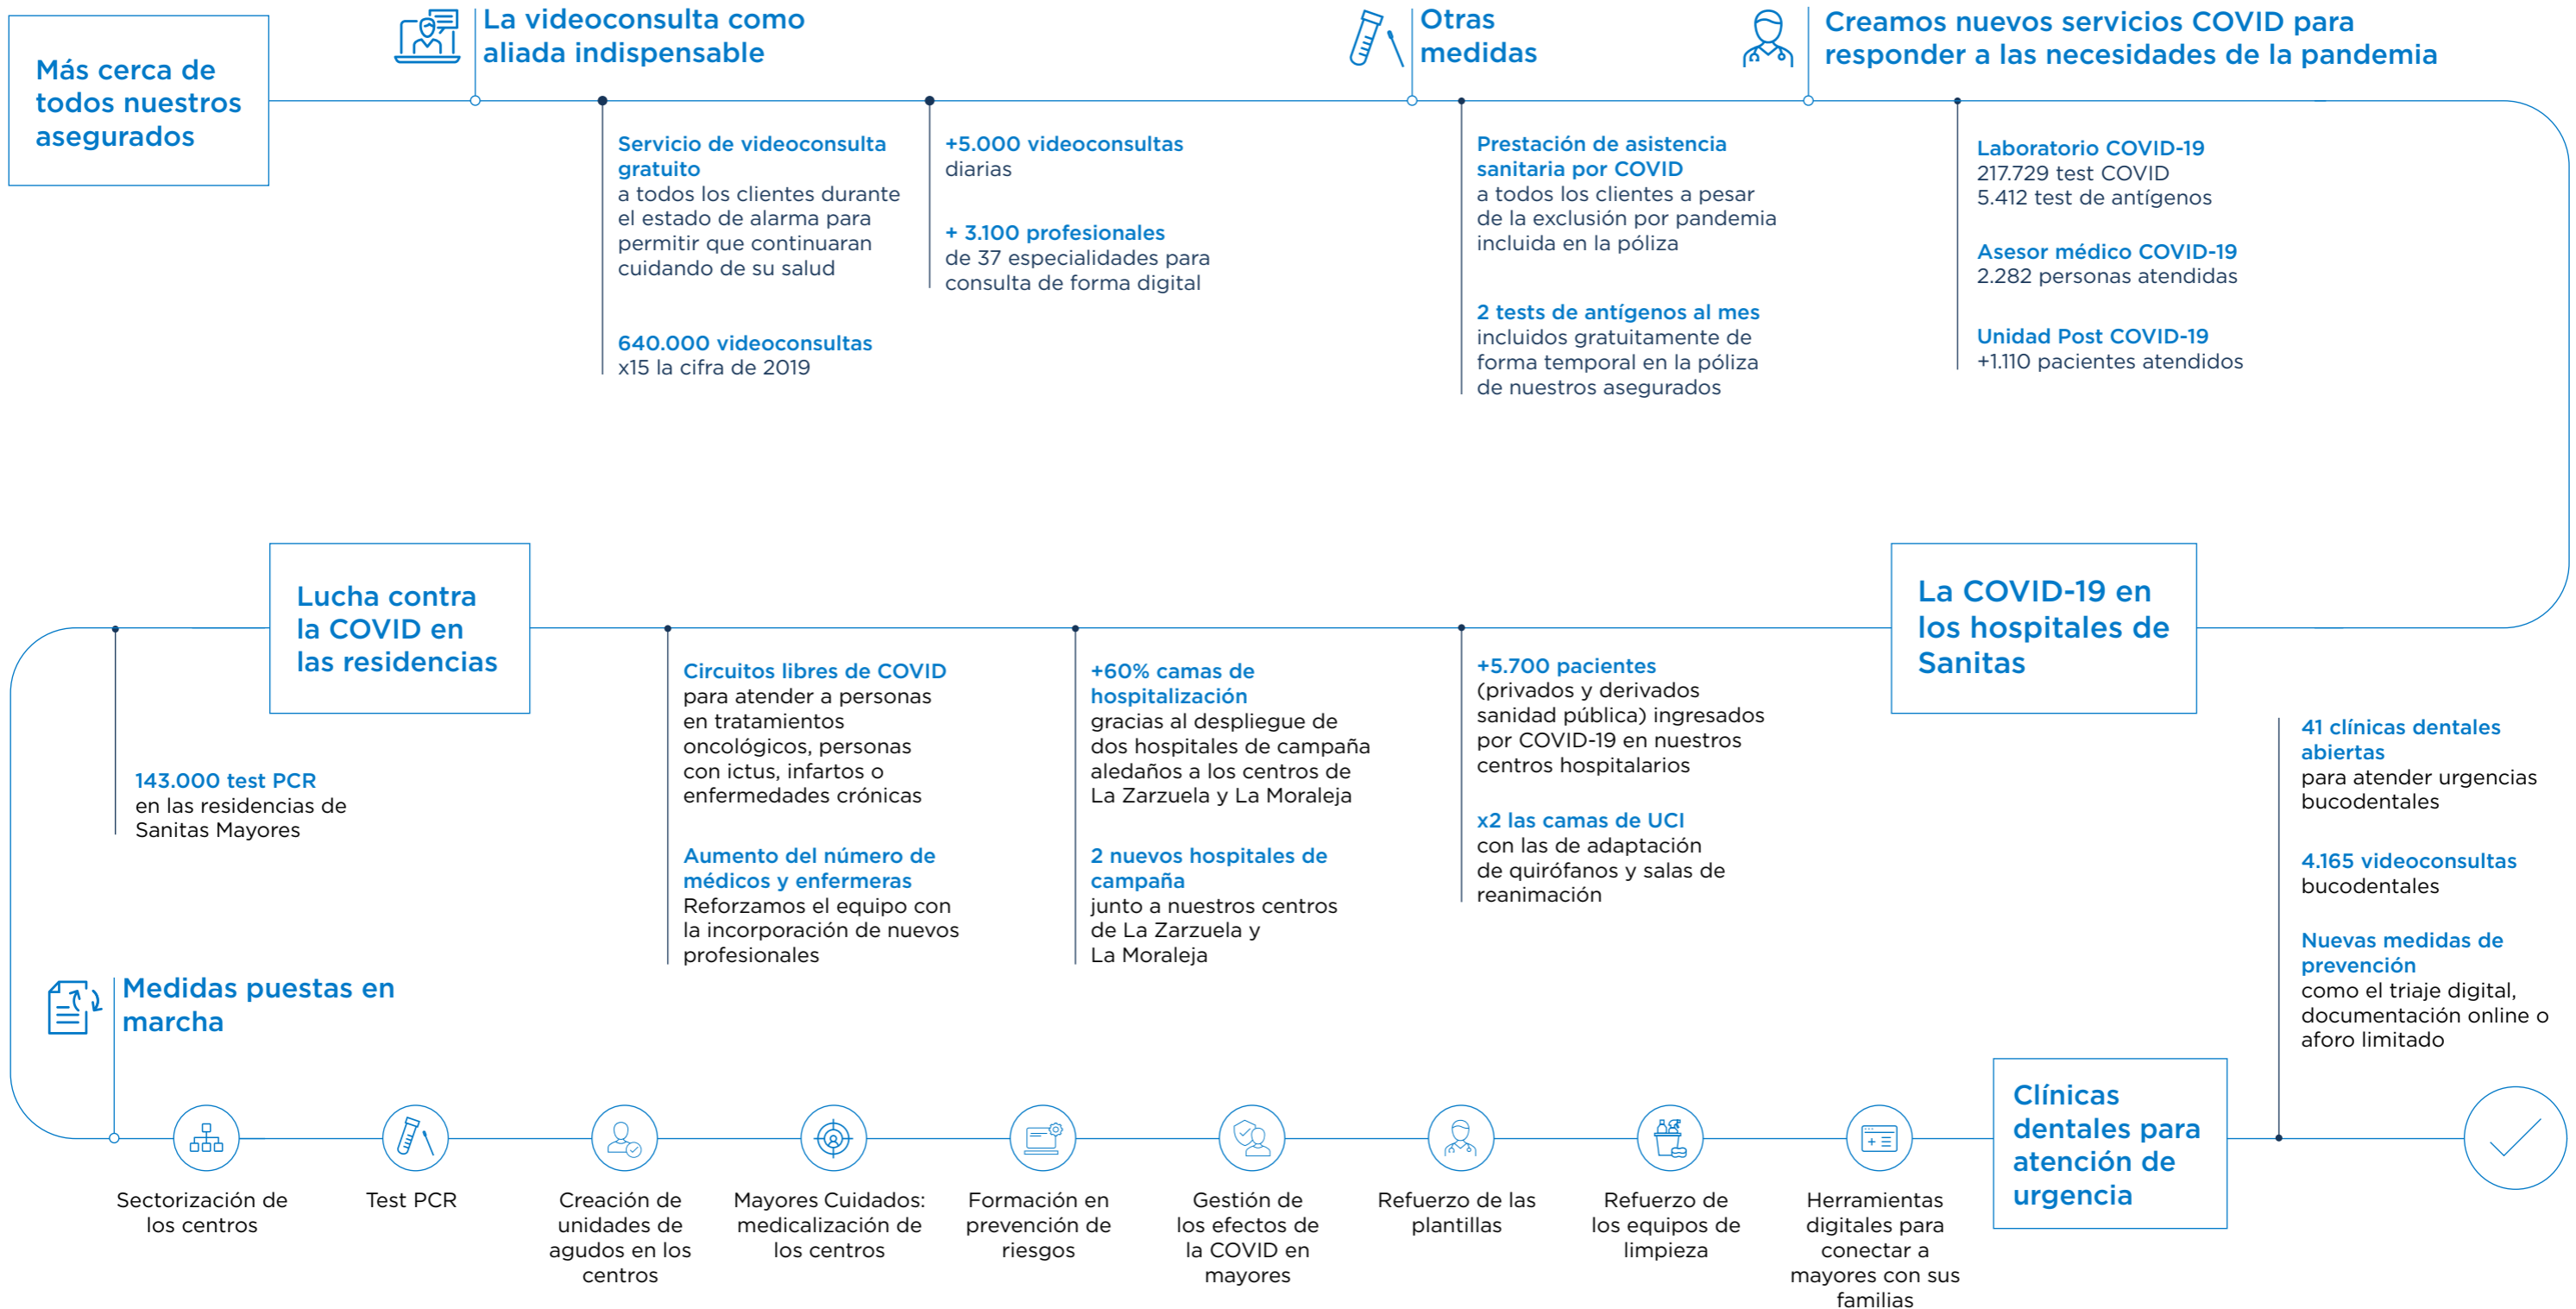 Más cerca de
todos nuestros
asegurados
La videoconsulta como
aliada indispensable
Servicio de videoconsulta
gratuito
a todos los clientes durante
el estado de alarma para
permitir que continuaran
cuidando de su salud
640.000 videoconsultas
x15 la cifra de 2019
+5.000 videoconsultas
diarias
+ 3.100 profesionales
de 37 especialidades para
consulta de forma digital
Otras
medidas
Prestación de asistencia
sanitaria por COVID
a todos los clientes a pesar
de la exclusión por pandemia
incluida en la póliza
2 tests de antígenos al mes
incluidos gratuitamente de
forma temporal en la póliza
de nuestros asegurados
Creamos nuevos servicios COVID para
responder a las necesidades de la pandemia
Laboratorio COVID-19
217.729 test COVID
5.412 test de antígenos
Asesor médico COVID-19
2.282 personas atendidas
Unidad Post COVID-19
+1.110 pacientes atendidos
La COVID-19 en
los hospitales de
Sanitas
+5.700 pacientes
(privados y derivados
sanidad pública) ingresados
por COVID-19 en nuestros
centros hospitalarios
x2 las camas de UCI
con las de adaptación
de quirófanos y salas de
reanimación
+60% camas de
hospitalización
gracias al despliegue de
dos hospitales de campaña
aledaños a los centros de
La Zarzuela y La Moraleja
2 nuevos hospitales de
campaña
junto a nuestros centros
de La Zarzuela y
La Moraleja
Circuitos libres de COVID
para atender a personas
en tratamientos
oncológicos, personas
con ictus, infartos o
enfermedades crónicas
Aumento del número de
médicos y enfermeras
Reforzamos el equipo con
la incorporación de nuevos
profesionales
Lucha contra
la COVID en
las residencias
143.000 test PCR
en las residencias de
Sanitas Mayores
Medidas puestas en
marcha
Sectorización de
los centros
Test PCR
Creación de
unidades de
agudos en los
centros
Mayores Cuidados:
medicalización de
los centros
Formación en
prevención de
riesgos
Gestión de
los efectos de
la COVID en
mayores
Refuerzo de las
plantillas
Refuerzo de
los equipos de
limpieza
Herramientas
digitales para
conectar a
mayores con sus
familias
Clínicas
dentales para
atención de
urgencia
41 clínicas dentales
abiertas
para atender urgencias
bucodentales
4.165 videoconsultas
bucodentales
Nuevas medidas de
prevención
como el triaje digital,
documentación online o
aforo limitado